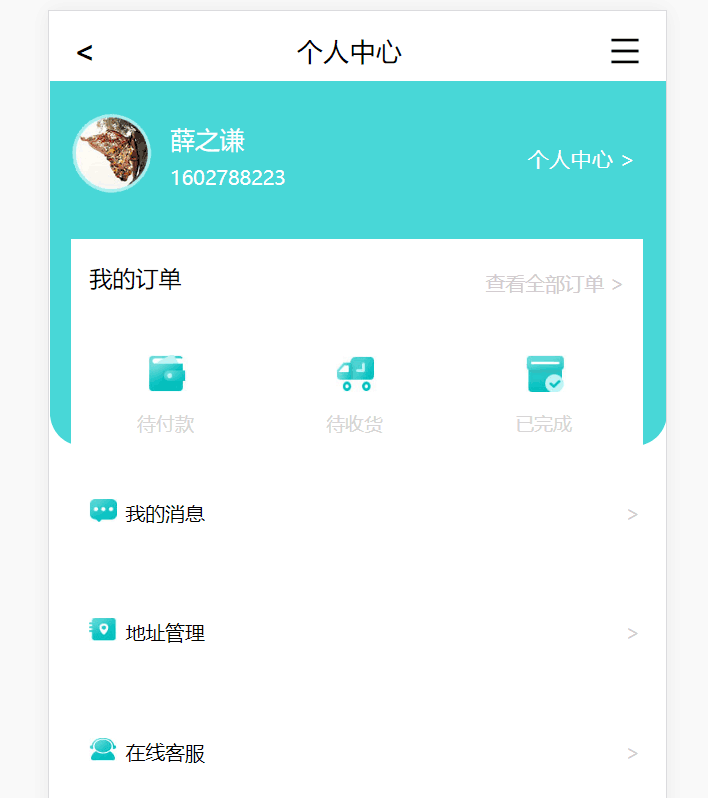 < 个人中心
薛之谦
1602788223
个人中心 >
我的订单 查看全部订单 >
待付款 待收货 已完成
我的消息 >
地址管理 >
在线客服 >